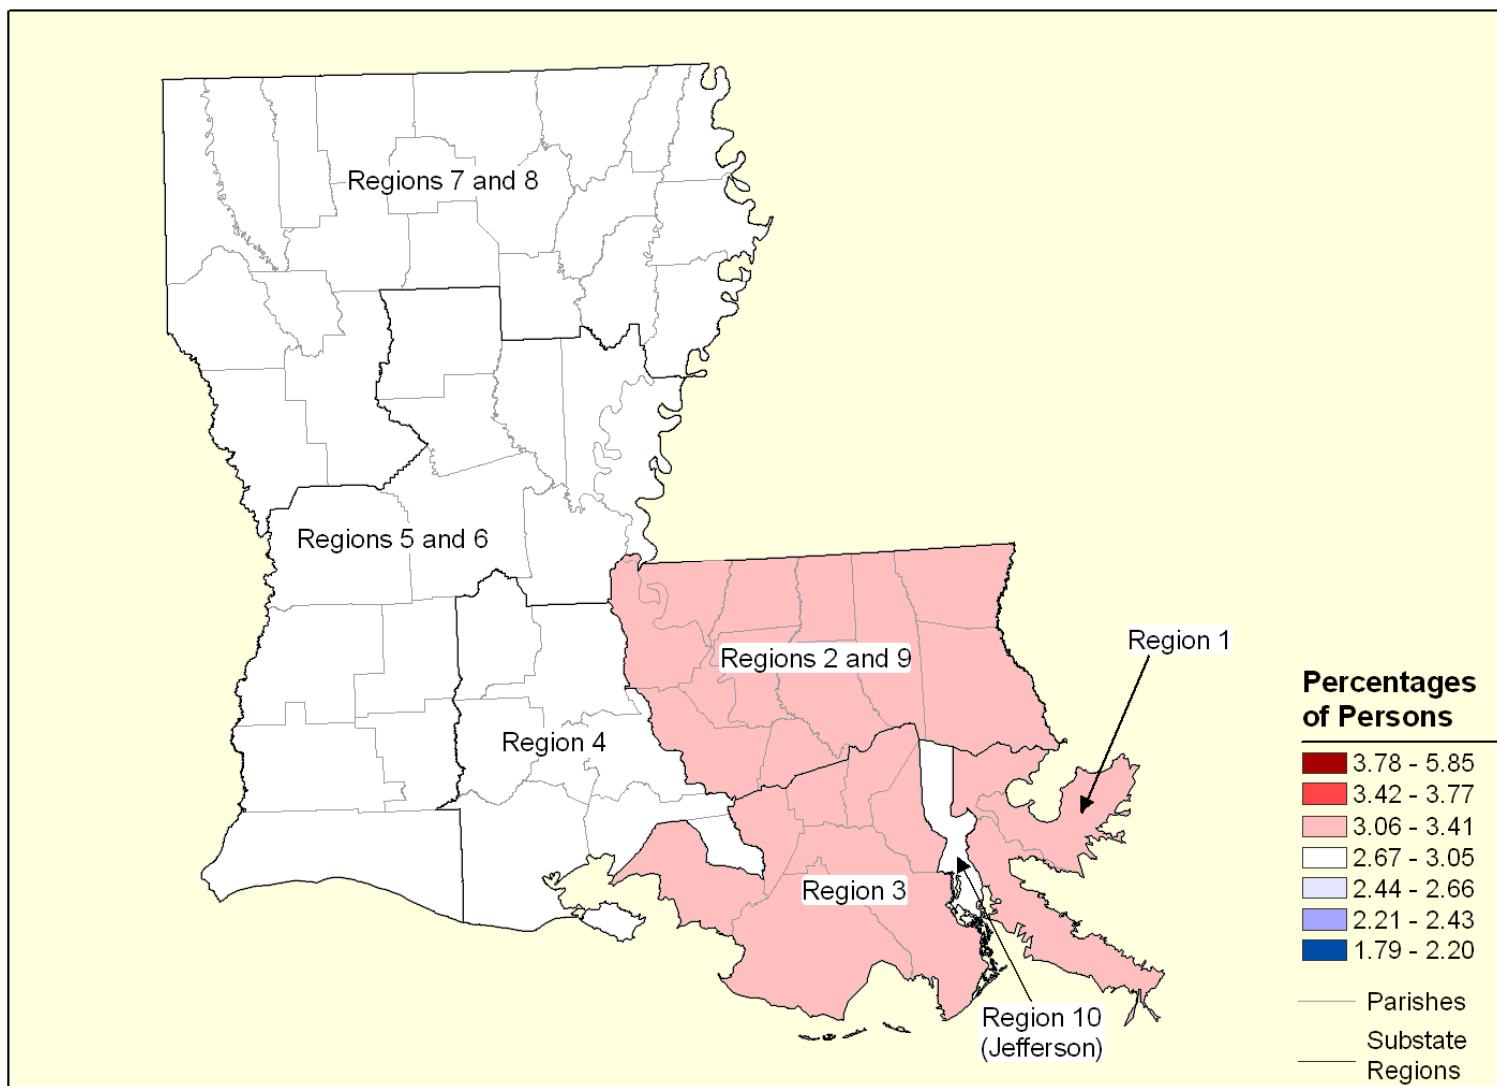 Regions 7 and 8
Regions 5 and 6
Regions 2 and 9
Region 1
Region 4
Region 3
Region 10
(Jefferson)
Percentages
of Persons
3.78 - 5.85
3.42 - 3.77
3.06 - 3.41
2.67 - 3.05
2.44 - 2.66
2.21 - 2.43
1.79 - 2.20
Parishes
Substate
Regions